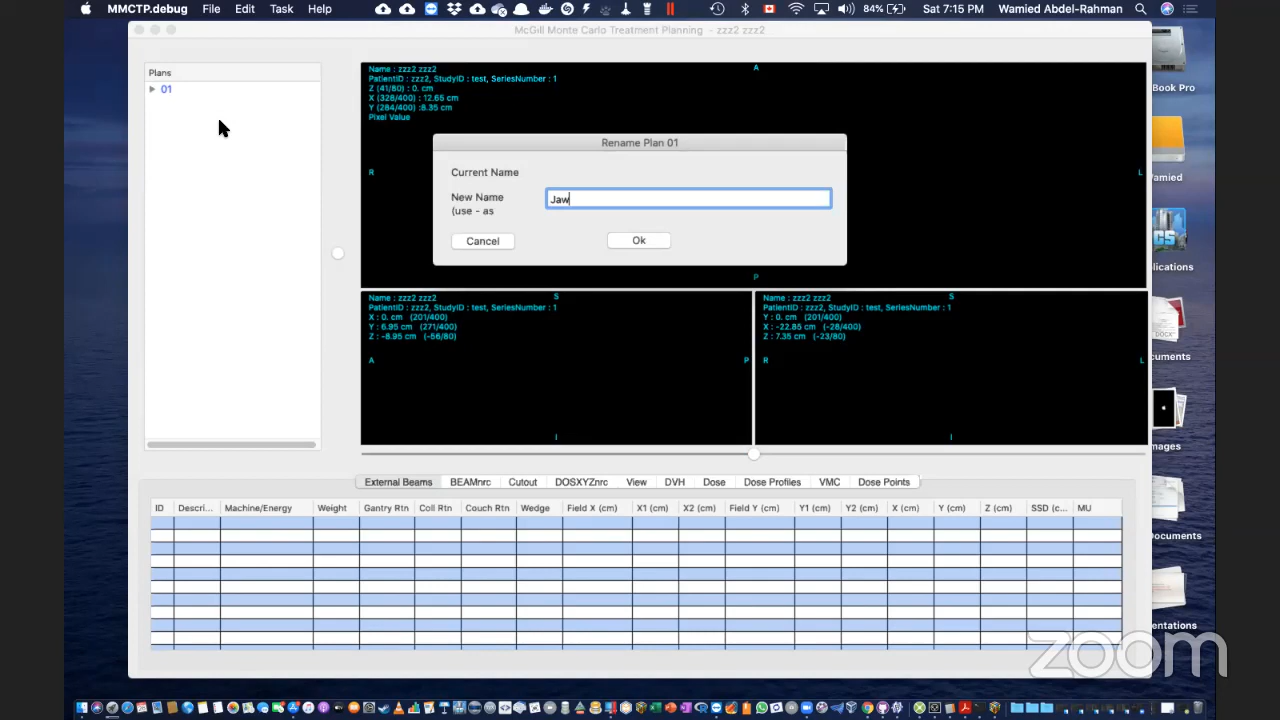 MMCTP.debug File Edit Task Help 84% Sat 7:15 PM Wamied Abdel-Rahman
McGill Monte Carlo Treatment Planning - zzz2 zzz2
Plans
01
Name : zzz2 zzz2
PatientID : zzz2, StudyID : test, SeriesNumber : 1
Z (41/80) : 0. cm
X (328/400) : 12.65 cm
Y (284/400) :8.35 cm
Pixel Value
A
R
L
P
Rename Plan 01
Current Name
New Name
(use - as
Jaw
Cancel
Ok
Name : zzz2 zzz2
PatientID : zzz2, StudyID : test, SeriesNumber : 1
X : 0. cm (201/400)
Y : 6.95 cm (271/400)
Z : -8.95 cm (-56/80)
S
A
P
I
Name : zzz2 zzz2
PatientID : zzz2, StudyID : test, SeriesNumber : 1
Y : 0. cm (201/400)
X : -22.85 cm (-28/400)
Z : 7.35 cm (-23/80)
S
R
L
I
External Beams BEAMnrc Cutout DOSXYZnrc View DVH Dose Dose Profiles VMC Dose Points
ID Descri... Machine/Energy Weight Gantry Rtn Coll Rtn Couch Rtn Wedge Field X (cm) X1 (cm) X2 (cm) Field Y (cm) Y1 (cm) Y2 (cm) X (cm) Y (cm) Z (cm) SSD (c... MU
Book Pro
amied
lications
cuments
DOCX
mages
ocuments
entations
zoom